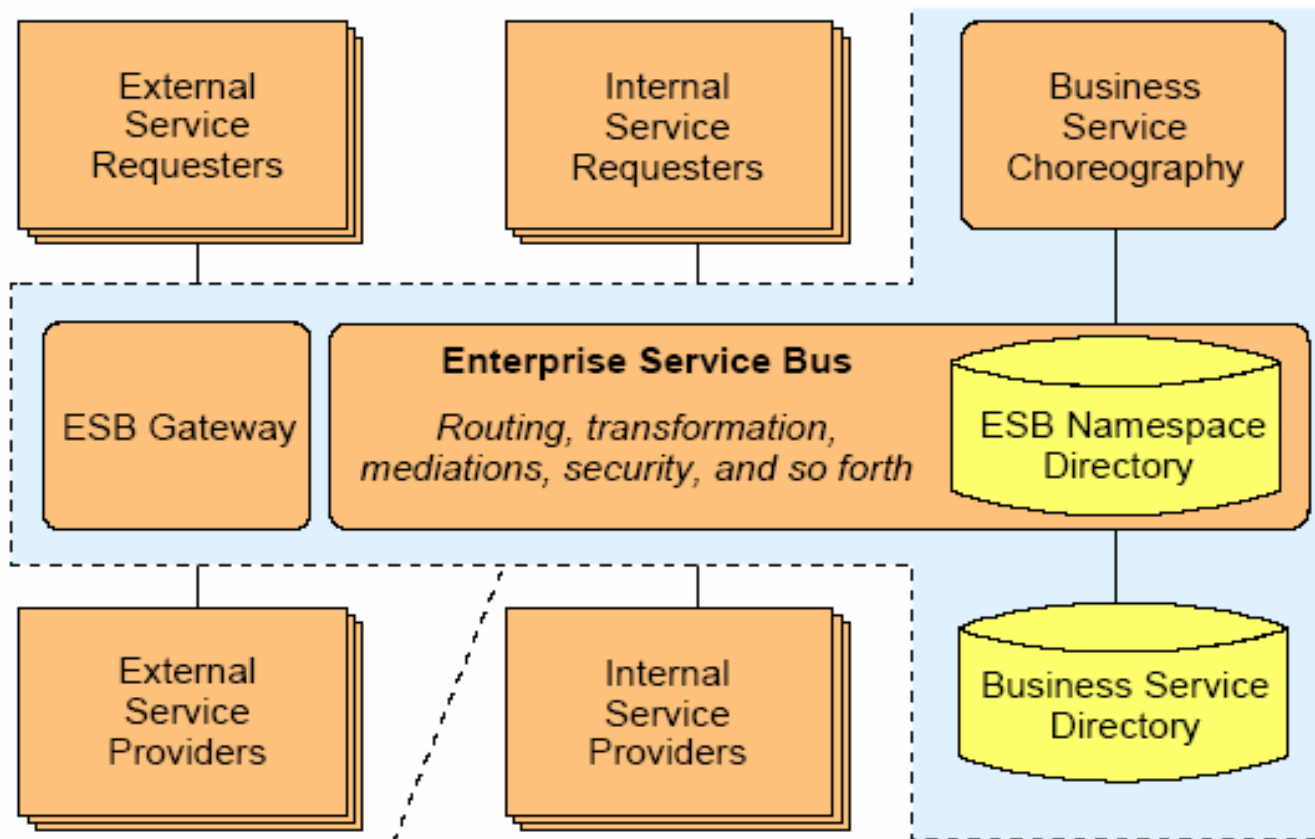 External
Service
Requesters
Internal
Service
Requesters
Business
Service
Choreography
ESB Gateway
Enterprise Service Bus
Routing, transformation,
mediations, security, and so forth
ESB Namespace
Directory
External
Service
Providers
Internal
Service
Providers
Business Service
Directory